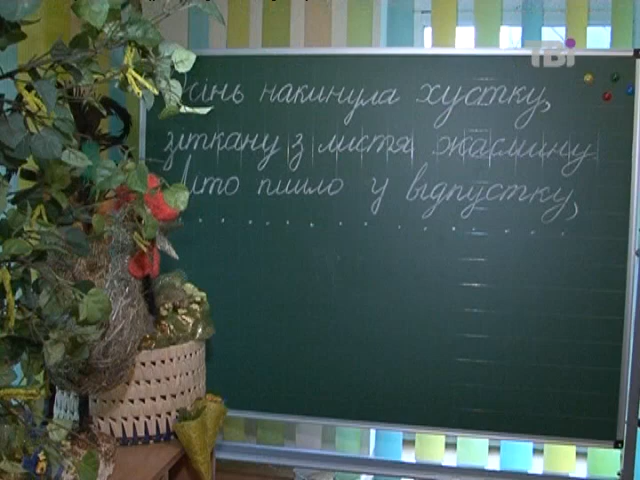 ТВі
сінь накинула хустку,
зіткану з листя жасмину.
Літо пішло у відпустку,